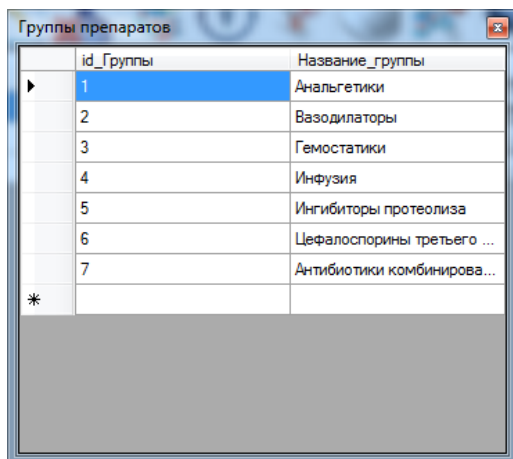 Группы препаратов
id_Группы Название_группы
1 Анальгетики
2 Вазодилаторы
3 Гемостатики
4 Инфузия
5 Ингибиторы протеолиза
6 Цефалоспорины третьего ...
7 Антибиотики комбинирова...